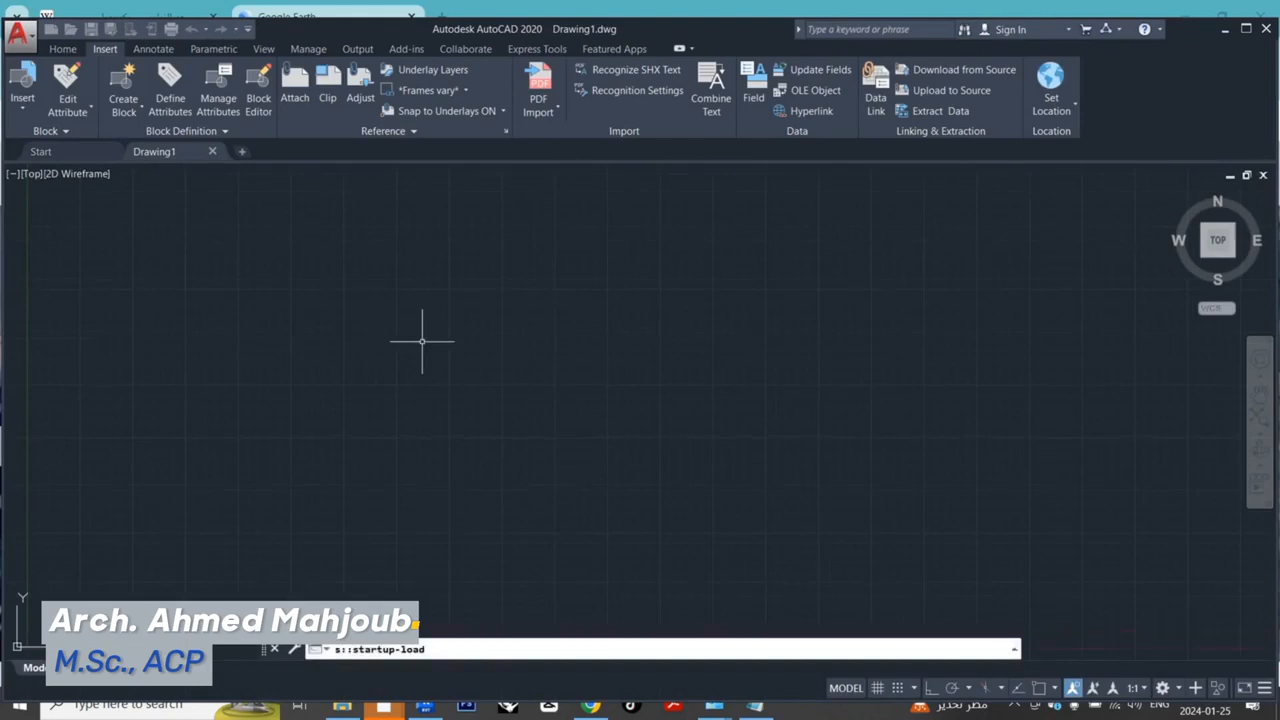 Google Earth
Autodesk AutoCAD 2020 Drawing1.dwg
Type a keyword or phrase
Sign In
Home Insert Annotate Parametric View Manage Output Add-ins Collaborate Express Tools Featured Apps
Insert
Edit Attribute
Create Block
Define Attributes
Manage Attributes
Block Editor
Attach
Clip
Adjust
Underlay Layers
*Frames vary*
Snap to Underlays ON
PDF Import
Recognize SHX Text
Recognition Settings
Combine Text
Field
Update Fields
OLE Object
Hyperlink
Data Link
Download from Source
Upload to Source
Extract Data
Set Location
Block
Block Definition
Reference
Import
Data
Linking & Extraction
Location
Start
Drawing1
[−][Top][2D Wireframe]
N
W
TOP
E
S
WCS
Y
Arch. Ahmed Mahjoub
M.Sc., ACP
s::startup-load
MODEL
1:1
Type here to search
مطر تحذير
ENG
2024-01-25